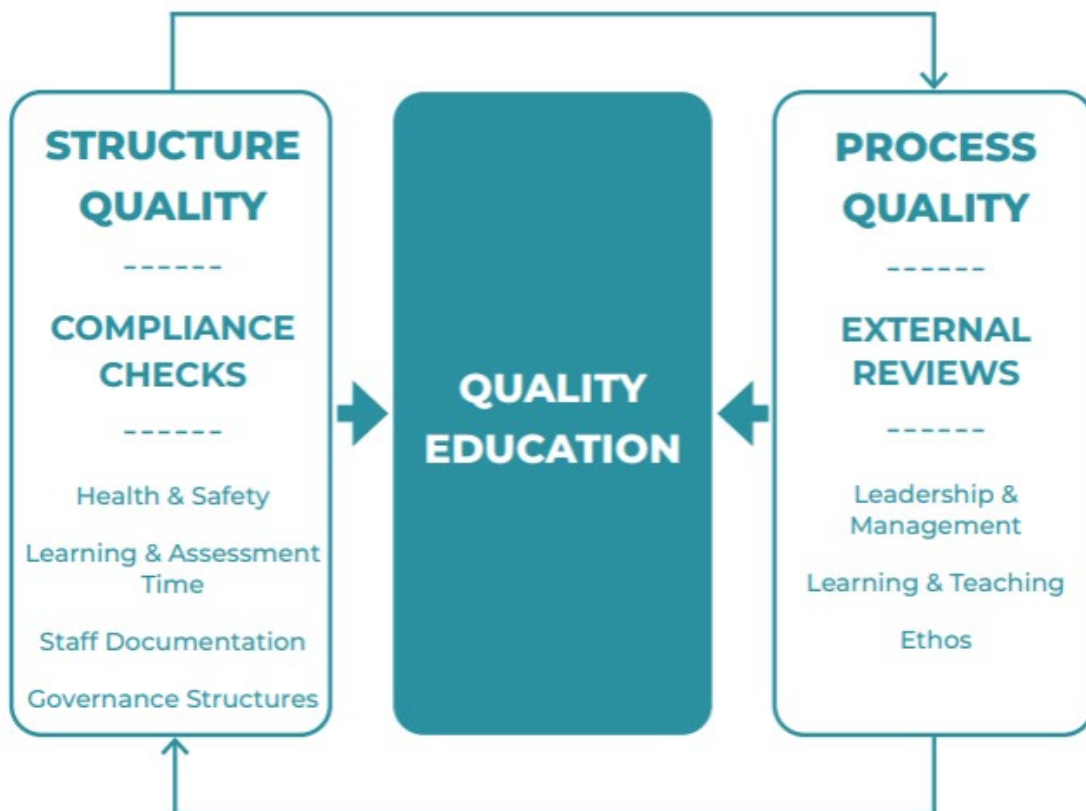 STRUCTURE
QUALITY
COMPLIANCE
CHECKS
Health & Safety
Learning & Assessment
Time
Staff Documentation
Governance Structures
QUALITY
EDUCATION
PROCESS
QUALITY
EXTERNAL
REVIEWS
Leadership &
Management
Learning & Teaching
Ethos